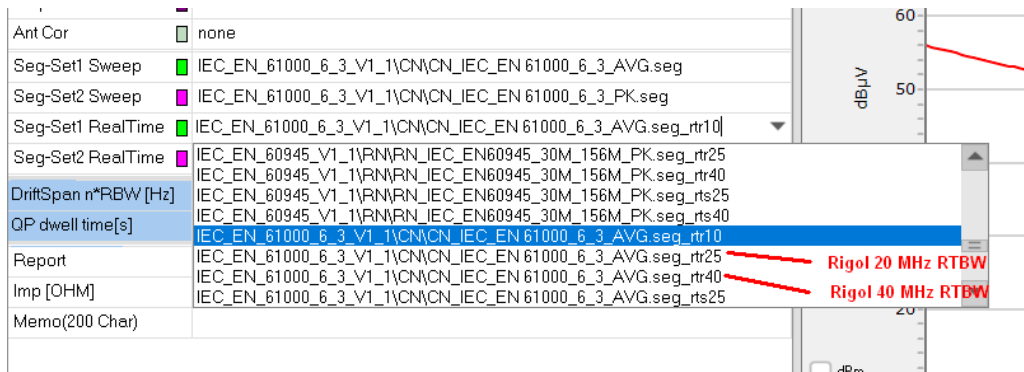 60
Ant Cor none
Seg-Set1 Sweep IEC_EN_61000_6_3_V1_1\CN\CN_IEC_EN 61000_6_3_AVG.seg
dBµV
Seg-Set2 Sweep IEC_EN_61000_6_3_V1_1\CN\CN_IEC_EN 61000_6_3_PK.seg
50
Seg-Set1 RealTime IEC_EN_61000_6_3_V1_1\CN\CN_IEC_EN 61000_6_3_AVG.seg_rtr10
Seg-Set2 RealTime IEC_EN_60945_V1_1\RN\RN_IEC_EN60945_30M_156M_PK.seg_rtr25
IEC_EN_60945_V1_1\RN\RN_IEC_EN60945_30M_156M_PK.seg_rtr40
DriftSpan n*RBW [Hz] IEC_EN_60945_V1_1\RN\RN_IEC_EN60945_30M_156M_PK.seg_rts25
IEC_EN_60945_V1_1\RN\RN_IEC_EN60945_30M_156M_PK.seg_rts40
QP dwell time[s] IEC_EN_61000_6_3_V1_1\CN\CN_IEC_EN 61000_6_3_AVG.seg_rtr10
Report IEC_EN_61000_6_3_V1_1\CN\CN_IEC_EN 61000_6_3_AVG.seg_rtr25 Rigol 20 MHz RTBW
IEC_EN_61000_6_3_V1_1\CN\CN_IEC_EN 61000_6_3_AVG.seg_rtr40
Imp [OHM] IEC_EN_61000_6_3_V1_1\CN\CN_IEC_EN 61000_6_3_AVG.seg_rts25 Rigol 40 MHz RTBW
20
Memo(200 Char)
dBm